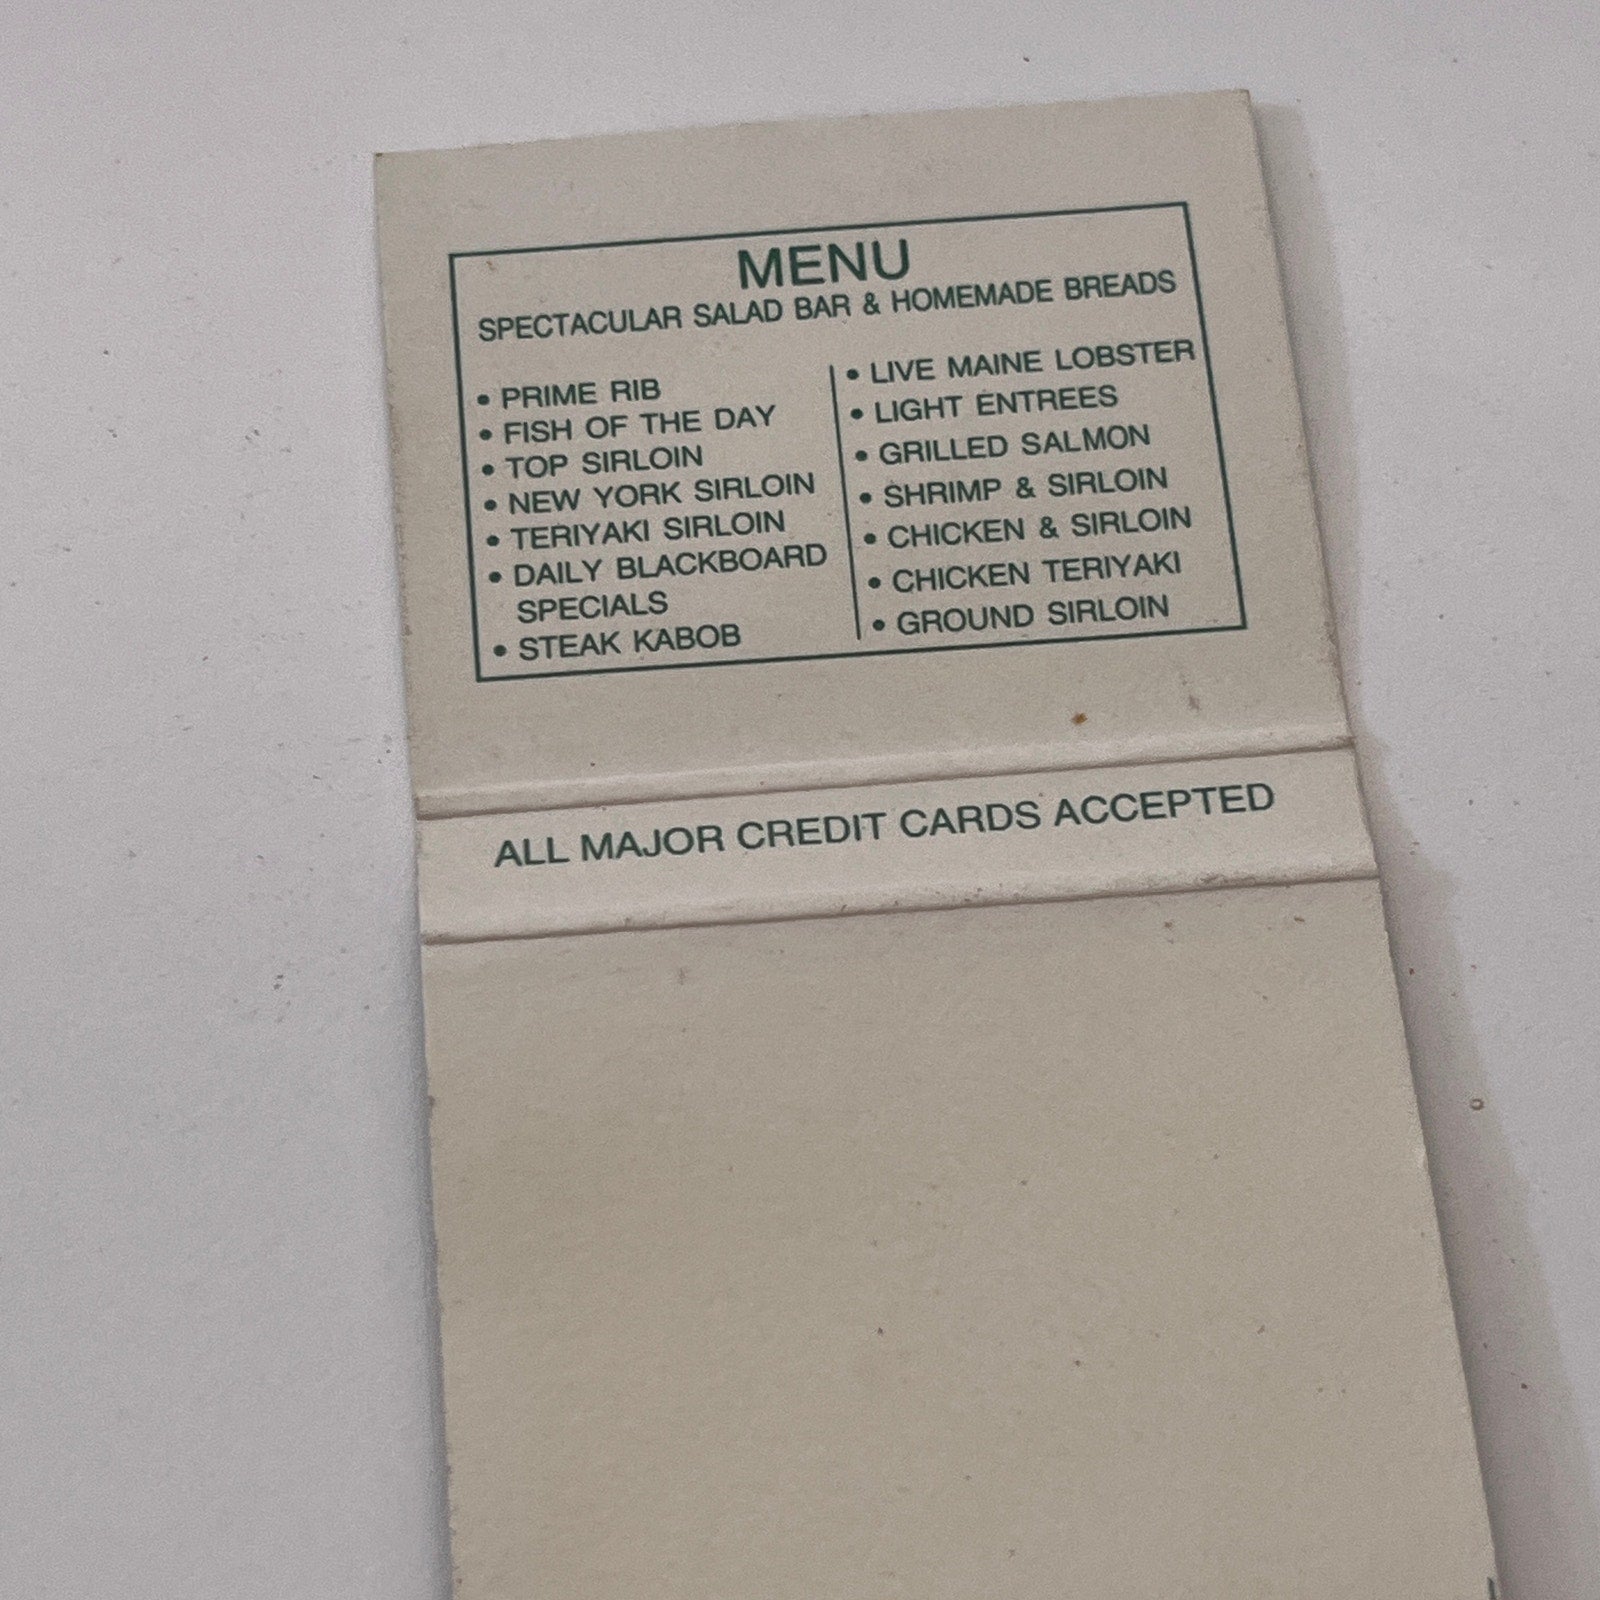 MENU
SPECTACULAR SALAD BAR & HOMEMADE BREADS
• PRIME RIB
• FISH OF THE DAY
• TOP SIRLOIN
• NEW YORK SIRLOIN
• TERIYAKI SIRLOIN
• DAILY BLACKBOARD
SPECIALS
• STEAK KABOB
• LIVE MAINE LOBSTER
• LIGHT ENTREES
• GRILLED SALMON
• SHRIMP & SIRLOIN
• CHICKEN & SIRLOIN
• CHICKEN TERIYAKI
• GROUND SIRLOIN
ALL MAJOR CREDIT CARDS ACCEPTED